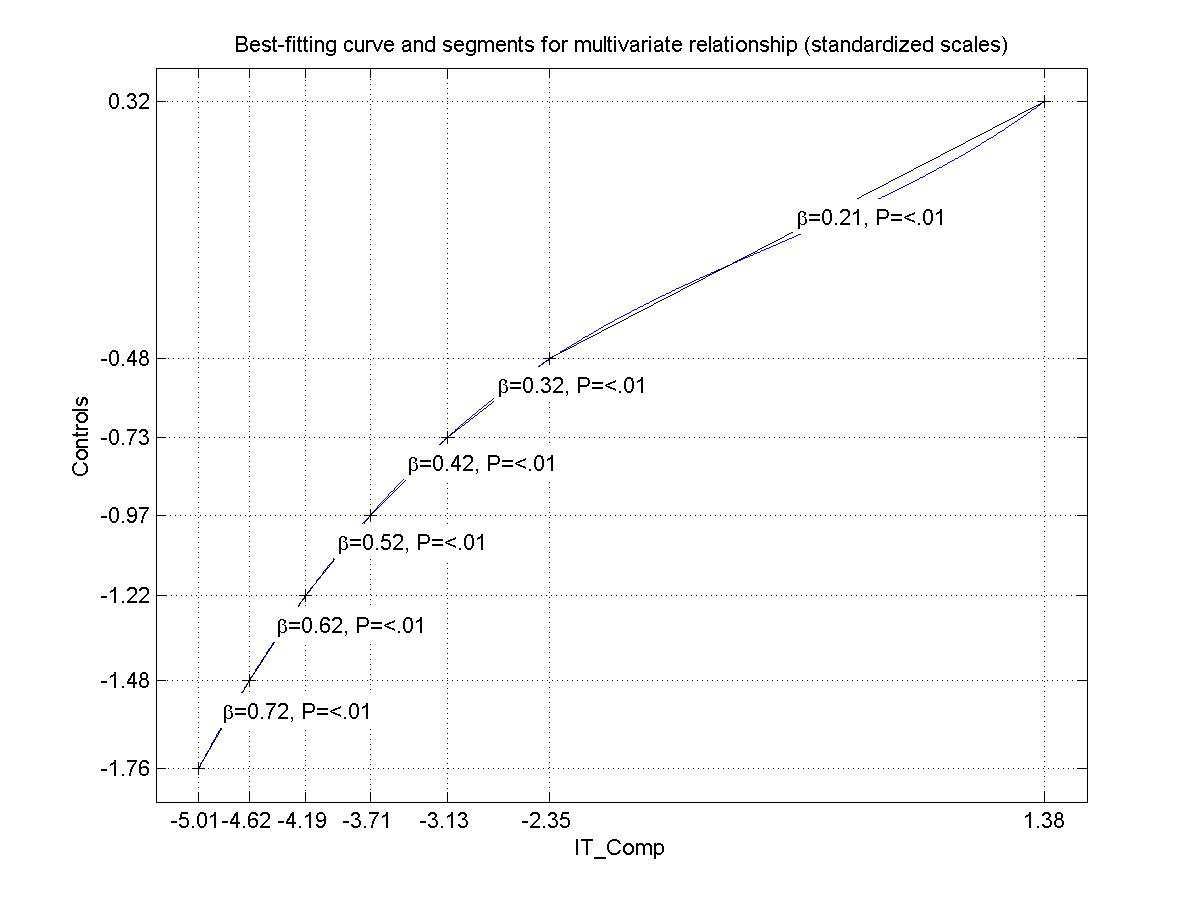 Best-fitting curve and segments for multivariate relationship (standardized scales)
0.32
β=0.21, P=<.01
-0.48
β=0.32, P=<.01
-0.73
β=0.42, P=<.01
Controls
-0.97
β=0.52, P=<.01
-1.22
β=0.62, P=<.01
-1.48
β=0.72, P=<.01
-1.76
-5.01 -4.62 -4.19 -3.71 -3.13 -2.35 1.38
IT_Comp